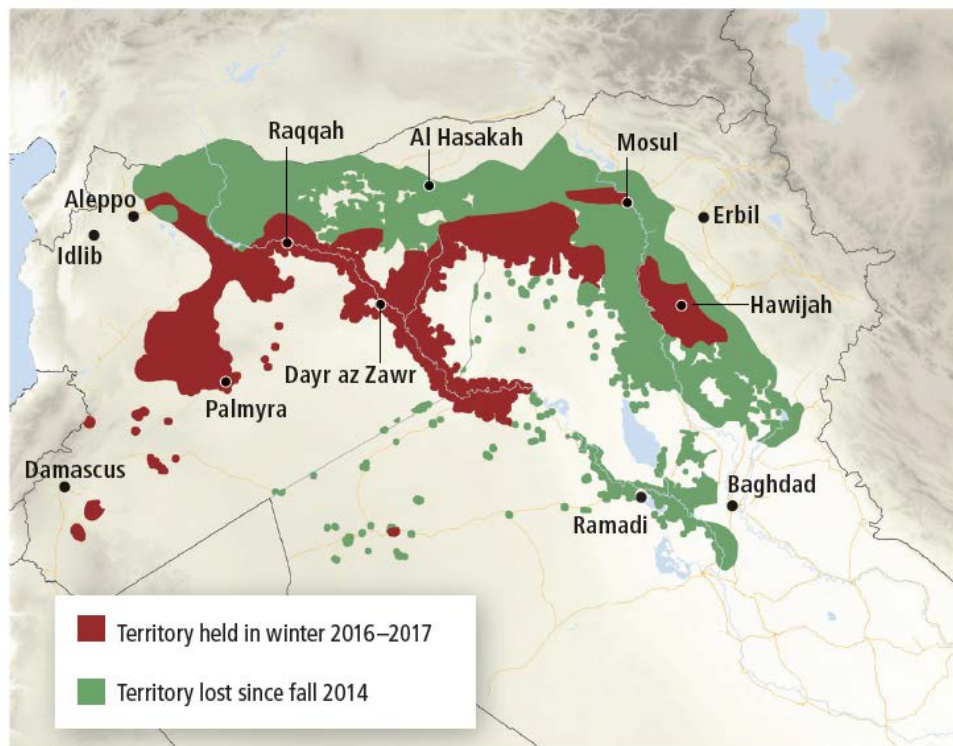 Raqqah
Al Hasakah
Mosul
Aleppo
Erbil
Idlib
Hawijah
Dayr az Zawr
Palmyra
Damascus
Baghdad
Ramadi
Territory held in winter 2016–2017
Territory lost since fall 2014